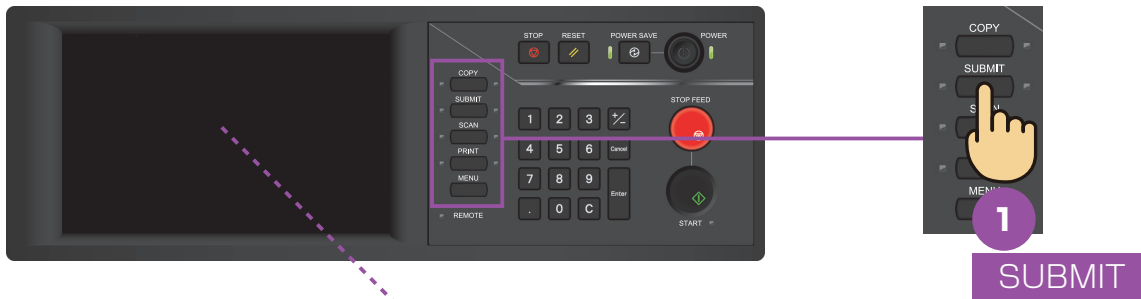 STOP RESET POWER SAVE POWER
COPY
SUBMIT
SCAN
PRINT
MENU
REMOTE
STOP FEED
1 2 3 +/-
4 5 6 Cancel
7 8 9
Enter
. 0 C
START
COPY
SUBMIT
MENU
1
SUBMIT